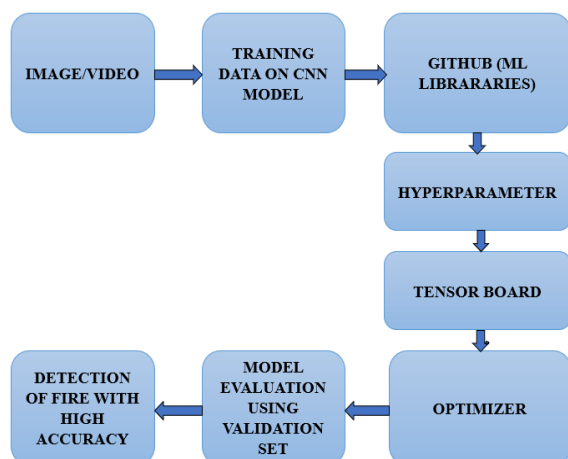 IMAGE/VIDEO
TRAINING
DATA ON CNN
MODEL
GITHUB (ML
LIBRARARIES)
HYPERPARAMETER
TENSOR BOARD
OPTIMIZER
MODEL
EVALUATION
USING
VALIDATION
SET
DETECTION
OF FIRE WITH
HIGH
ACCURACY